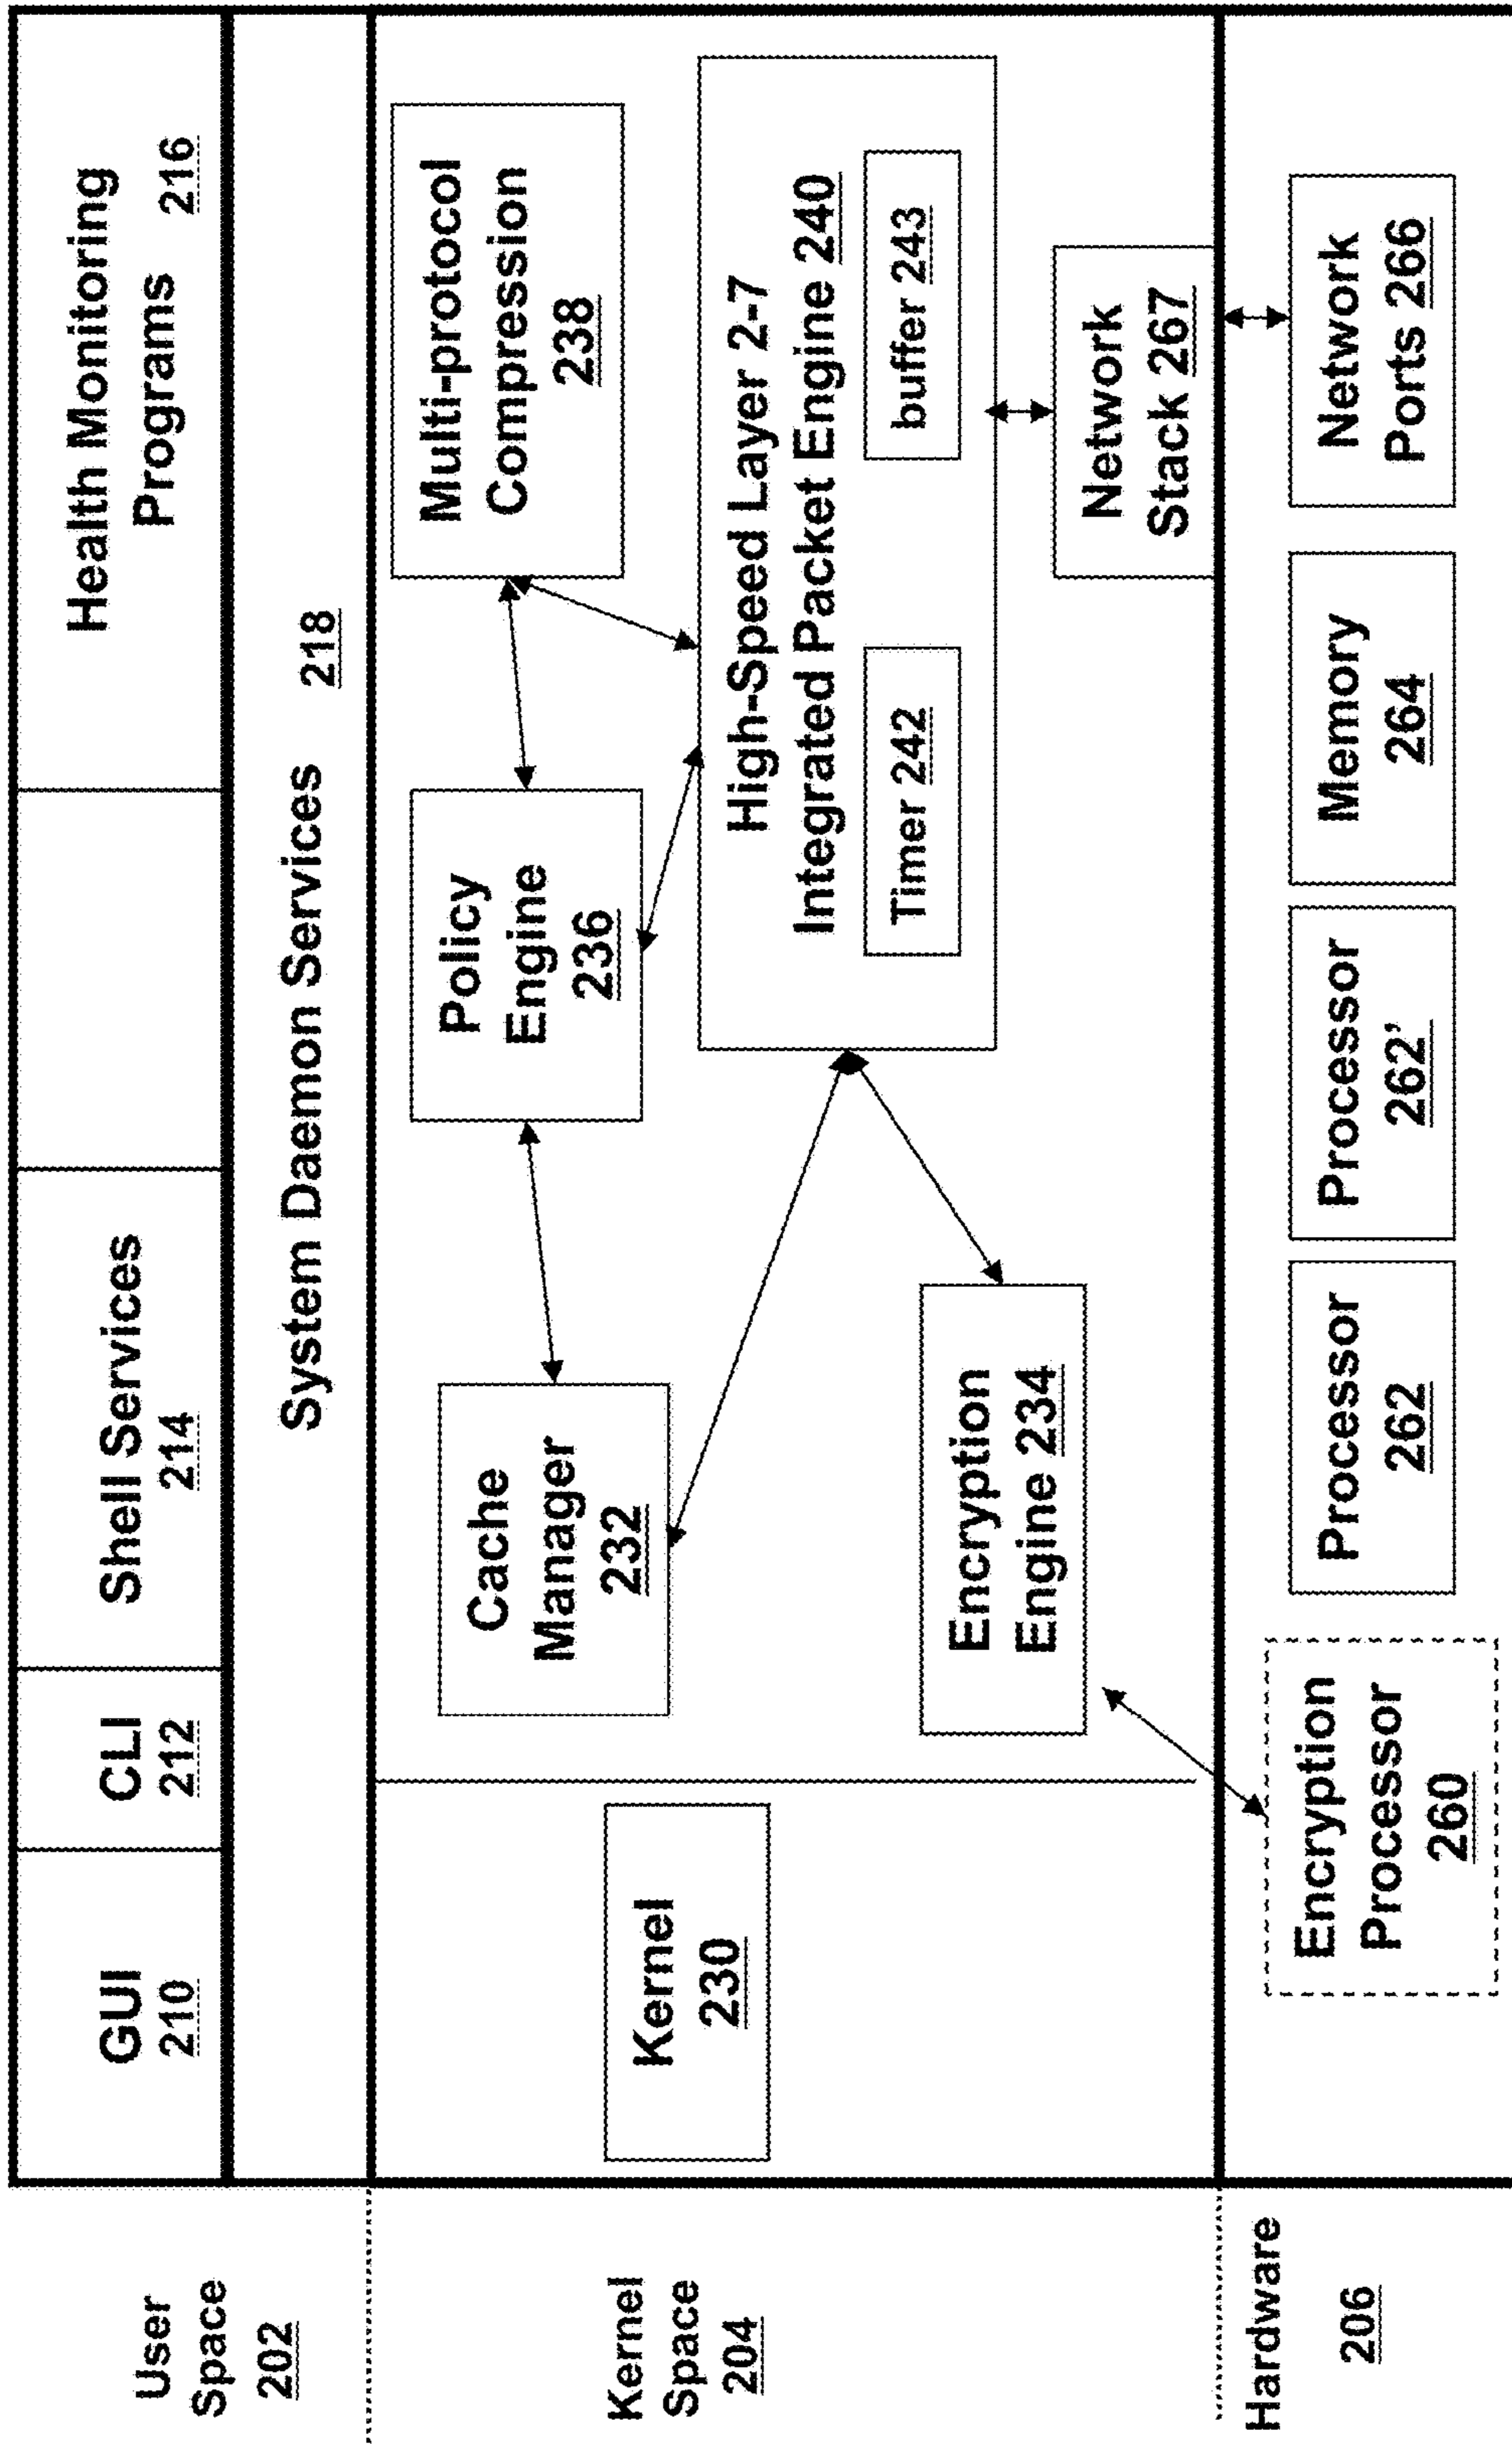 User
Space
202
GUI
210
CLI
212
Shell Services
214
Health Monitoring
Programs 216
System Daemon Services 218
Kernel
Space
204
Kernel
230
Cache
Manager
232
Policy
Engine
236
Multi-protocol
Compression
238
High-Speed Layer 2-7
Integrated Packet Engine 240
Timer 242
buffer 243
Encryption
Engine 234
Network
Stack 267
Hardware
206
Encryption
Processor
260
Processor
262
Processor
262’
Memory
264
Network
Ports 266